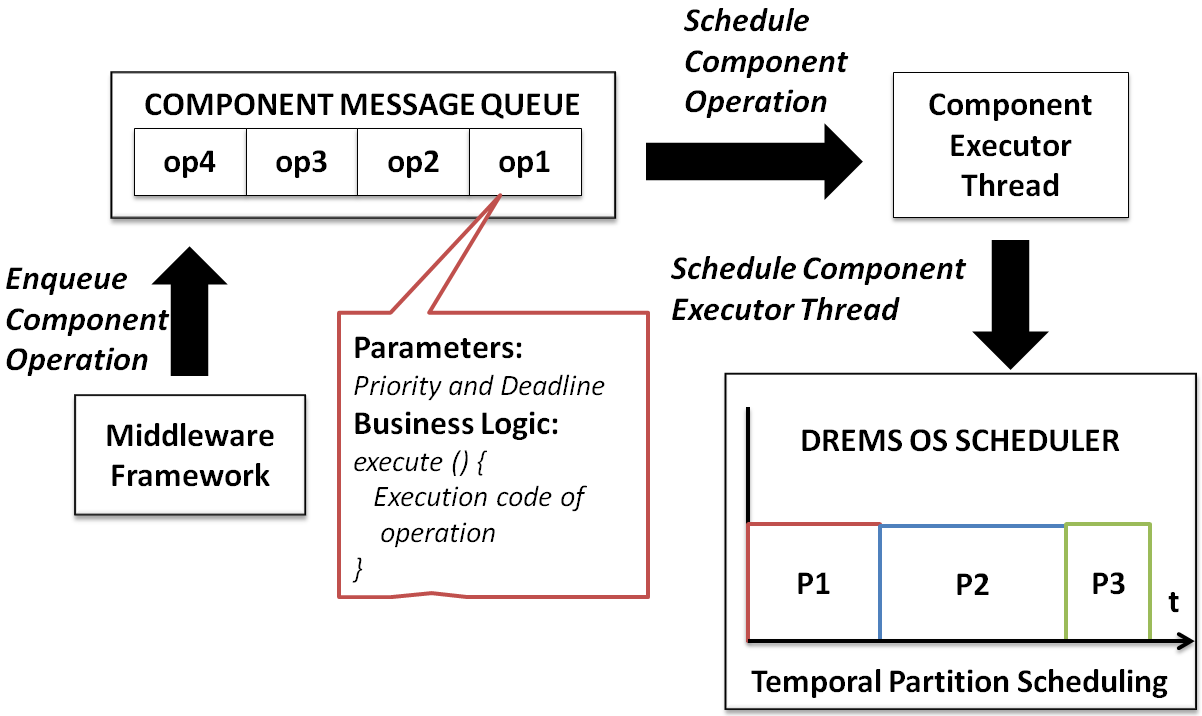 Schedule
Component
Operation
COMPONENT MESSAGE QUEUE
op4 op3 op2 op1
Component
Executor
Thread
Enqueue
Component
Operation
Schedule Component
Executor Thread
Middleware
Framework
Parameters:
Priority and Deadline
Business Logic:
execute () {
Execution code of
operation
}
DREMS OS SCHEDULER
P1 P2 P3 t
Temporal Partition Scheduling